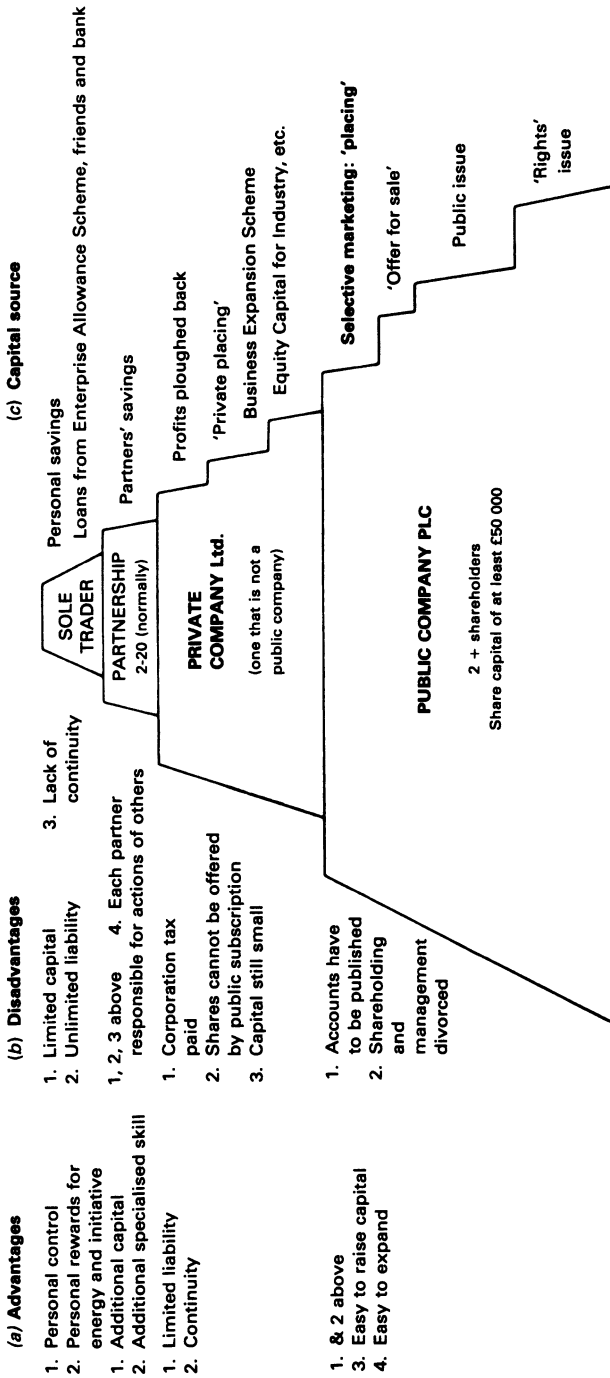 (a) Advantages
1. Personal control
2. Personal rewards for
energy and initiative
1. Additional capital
2. Additional specialised skill
1. Limited liability
2. Continuity
1. & 2 above
3. Easy to raise capital
4. Easy to expand
(b) Disadvantages
1. Limited capital
2. Unlimited liability
3. Lack of
continuity
1, 2, 3 above 4. Each partner
responsible for actions of others
1. Corporation tax
paid
2. Shares cannot be offered
by public subscription
3. Capital still small
1. Accounts have
to be published
2. Shareholding
and
management
divorced
SOLE
TRADER
PARTNERSHIP
2-20 (normally)
PRIVATE
COMPANY Ltd.
(one that is not a
public company)
PUBLIC COMPANY PLC
2 + shareholders
Share capital of at least £50 000
(c) Capital source
Personal savings
Loans from Enterprise Allowance Scheme, friends and bank
Partners' savings
Profits ploughed back
'Private placing'
Business Expansion Scheme
Equity Capital for Industry, etc.
Selective marketing: 'placing'
'Offer for sale'
Public issue
'Rights'
issue